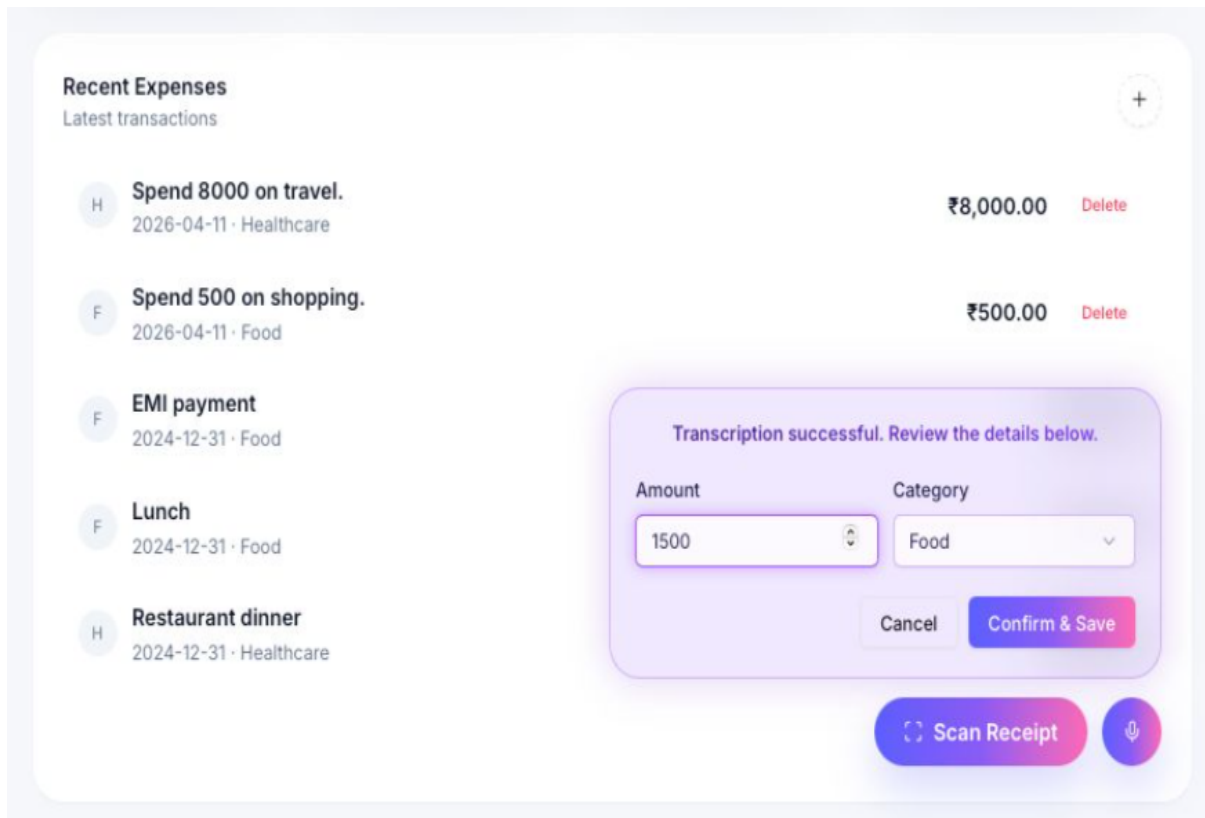 Recent Expenses
Latest transactions
+
H
Spend 8000 on travel.
2026-04-11 · Healthcare
₹8,000.00
Delete
F
Spend 500 on shopping.
2026-04-11 · Food
₹500.00
Delete
F
EMI payment
2024-12-31 · Food
F
Lunch
2024-12-31 · Food
H
Restaurant dinner
2024-12-31 · Healthcare
Transcription successful. Review the details below.
Amount
Category
1500
Food
Cancel
Confirm & Save
Scan Receipt